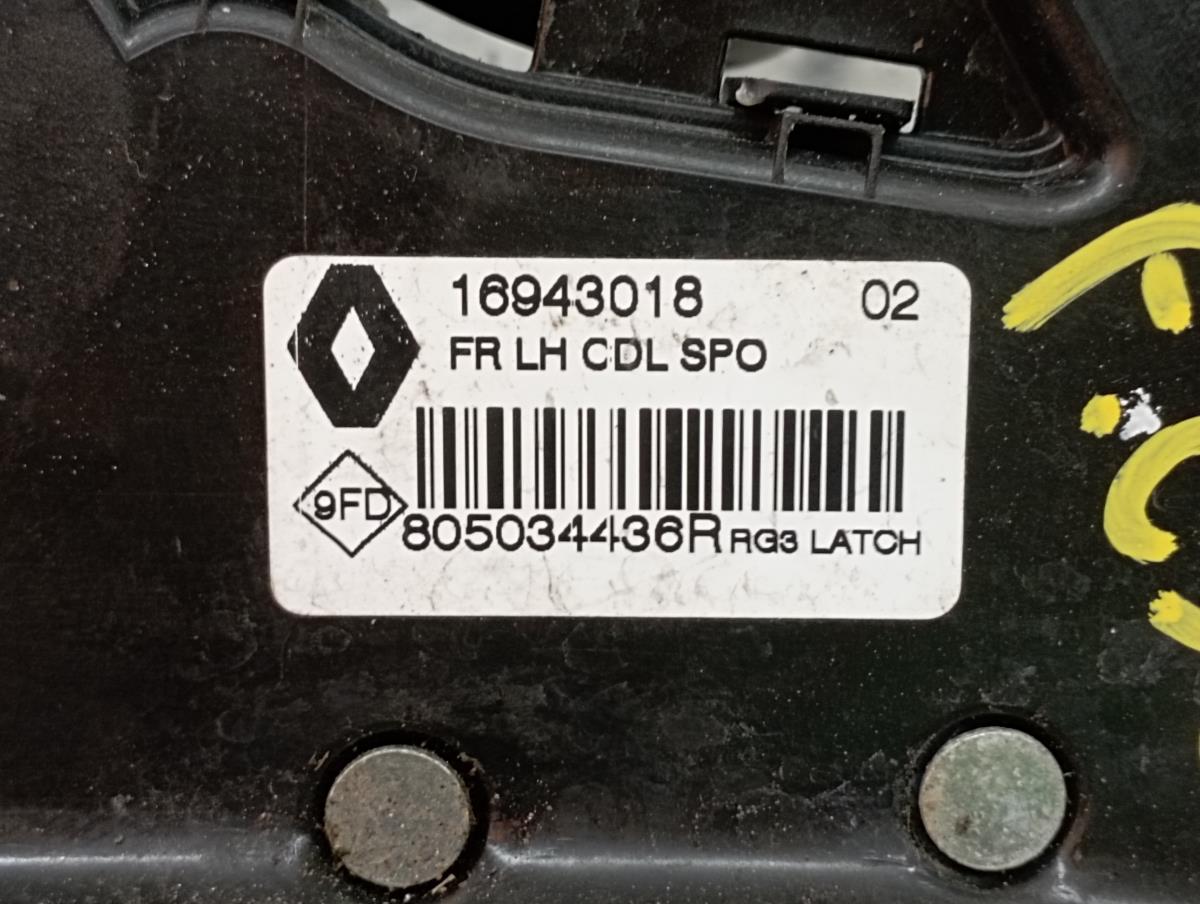 16943018 02
FR LH CDL SPO
9FD
805034436R RG3 LATCH